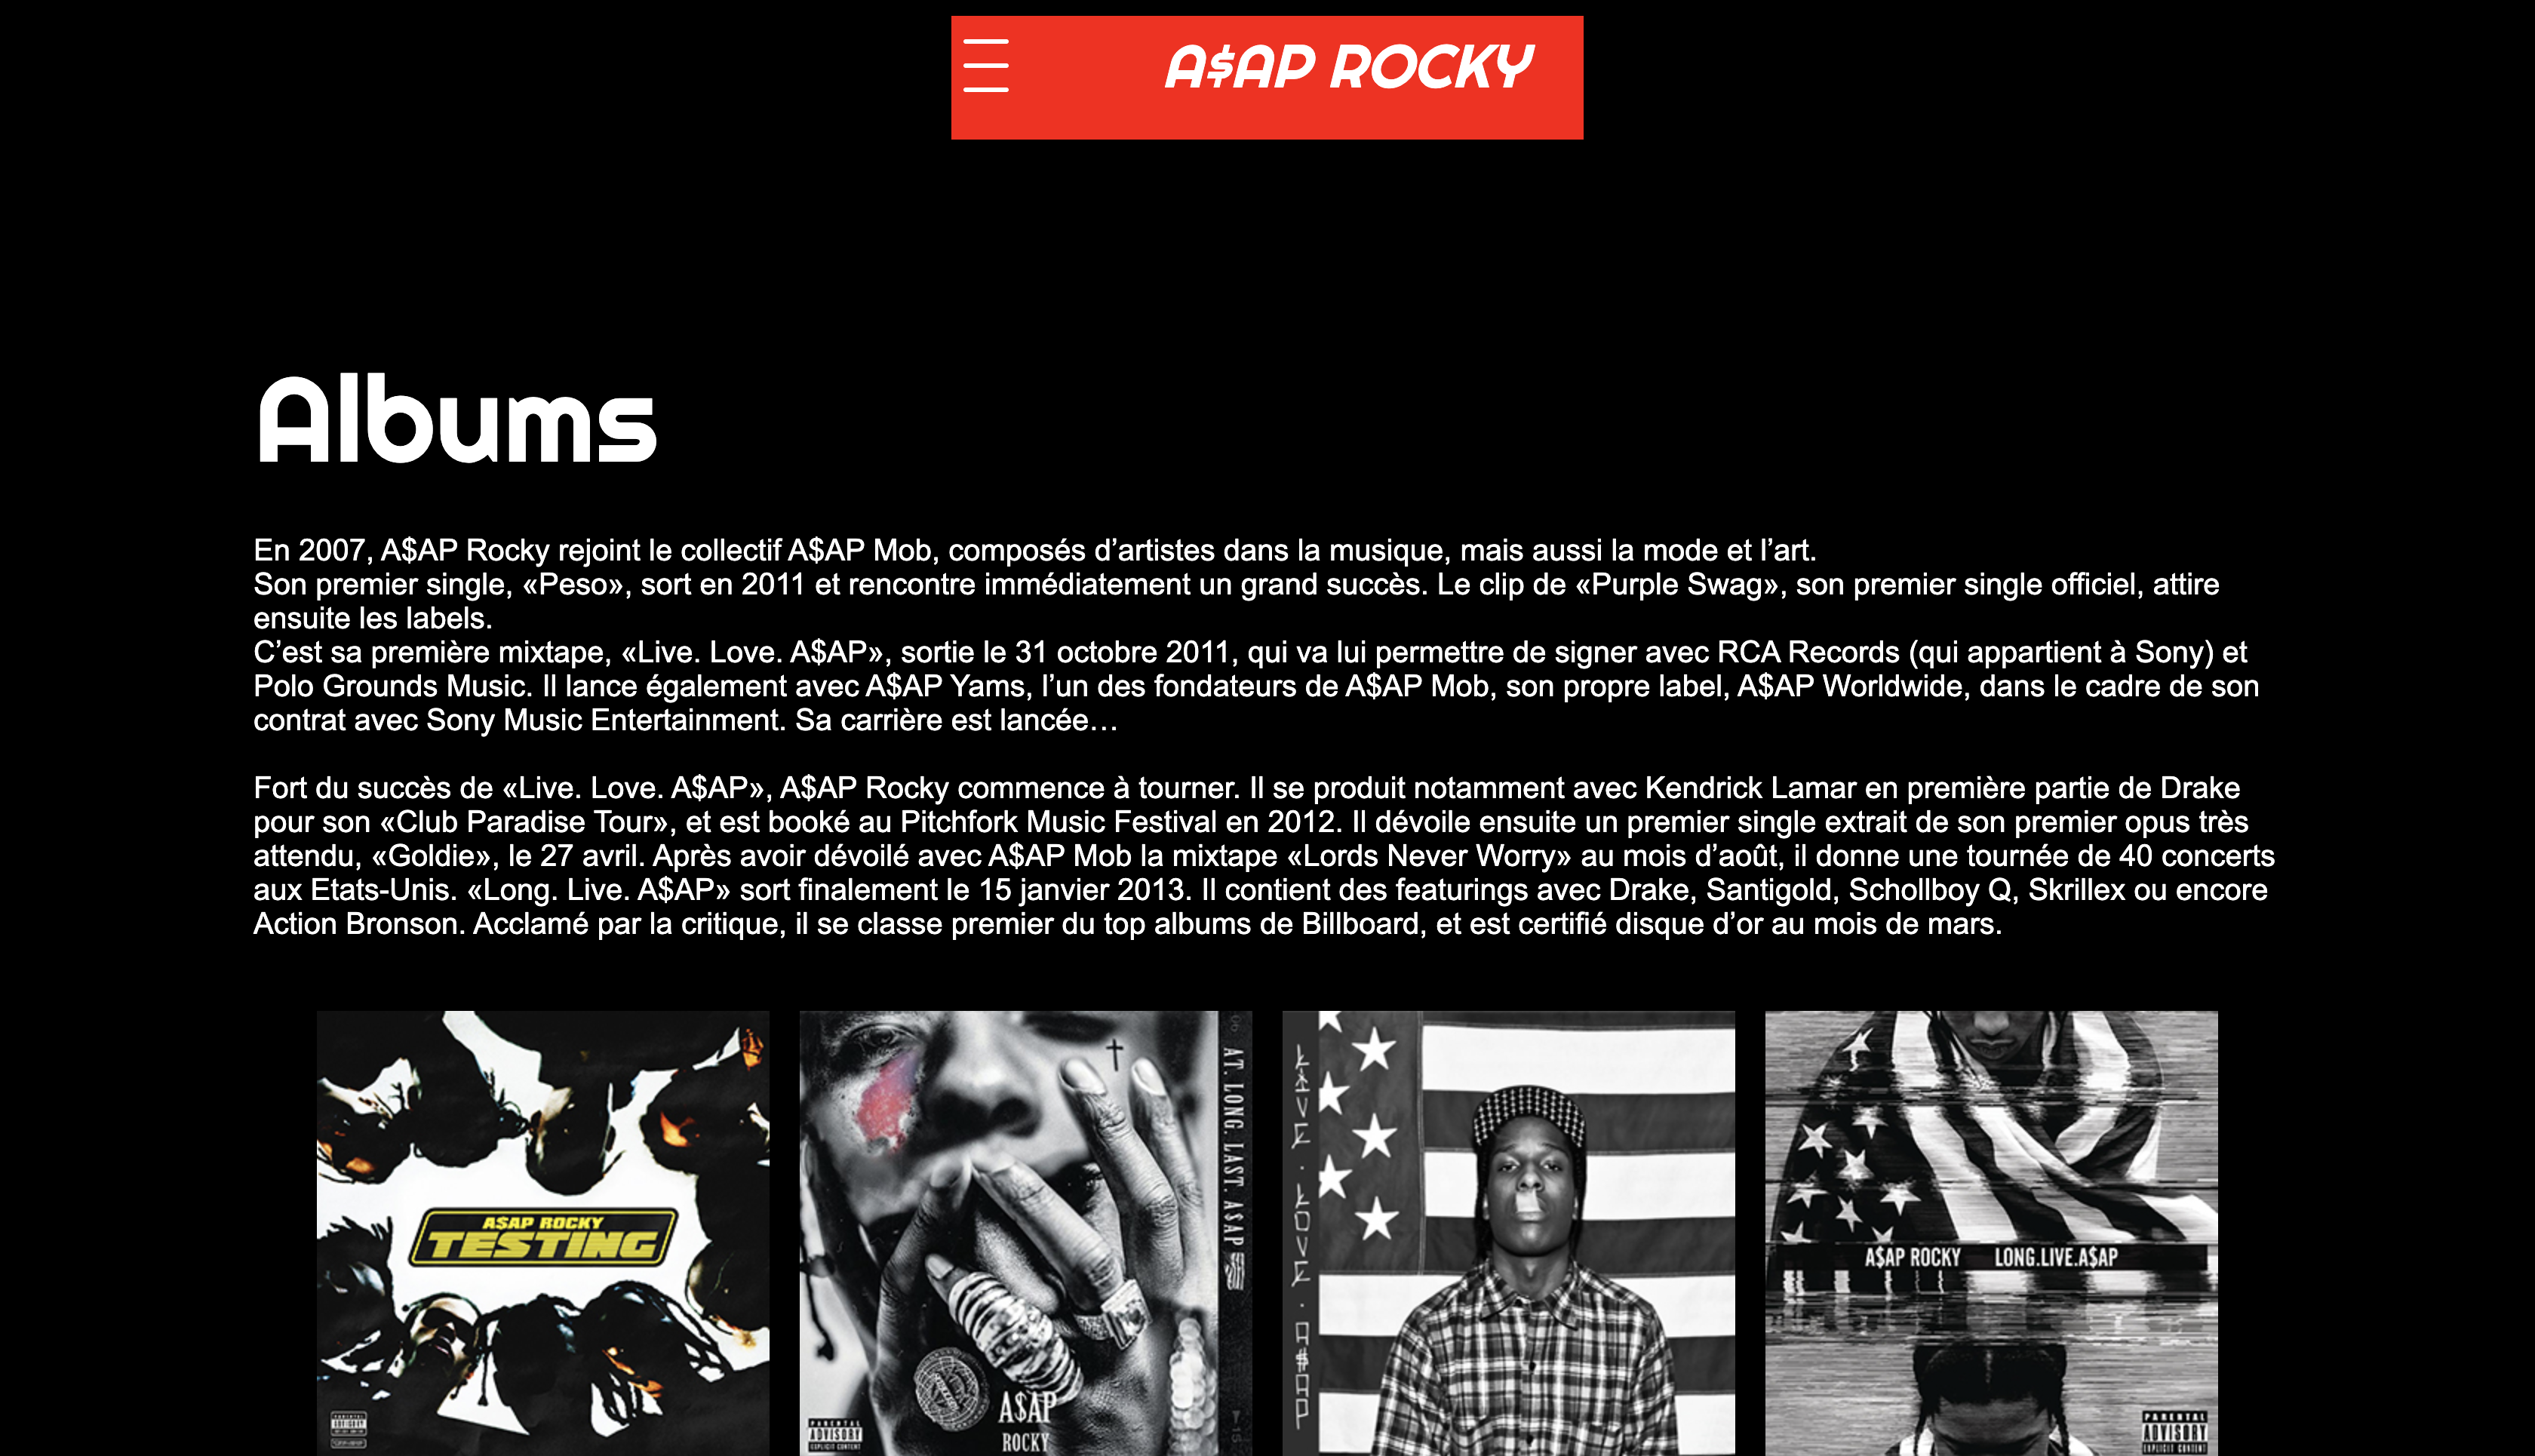 A$AP ROCKY
Albums
En 2007, A$AP Rocky rejoint le collectif A$AP Mob, composés d’artistes dans la musique, mais aussi la mode et l’art.
Son premier single, «Peso», sort en 2011 et rencontre immédiatement un grand succès. Le clip de «Purple Swag», son premier single officiel, attire
ensuite les labels.
C’est sa première mixtape, «Live. Love. A$AP», sortie le 31 octobre 2011, qui va lui permettre de signer avec RCA Records (qui appartient à Sony) et
Polo Grounds Music. Il lance également avec A$AP Yams, l’un des fondateurs de A$AP Mob, son propre label, A$AP Worldwide, dans le cadre de son
contrat avec Sony Music Entertainment. Sa carrière est lancée…
Fort du succès de «Live. Love. A$AP», A$AP Rocky commence à tourner. Il se produit notamment avec Kendrick Lamar en première partie de Drake
pour son «Club Paradise Tour», et est booké au Pitchfork Music Festival en 2012. Il dévoile ensuite un premier single extrait de son premier opus très
attendu, «Goldie», le 27 avril. Après avoir dévoilé avec A$AP Mob la mixtape «Lords Never Worry» au mois d’août, il donne une tournée de 40 concerts
aux Etats-Unis. «Long. Live. A$AP» sort finalement le 15 janvier 2013. Il contient des featurings avec Drake, Santigold, Schollboy Q, Skrillex ou encore
Action Bronson. Acclamé par la critique, il se classe premier du top albums de Billboard, et est certifié disque d’or au mois de mars.
A$AP ROCKY
TESTING
PARENTAL
ADVISORY
AT. LONG. LAST. A$AP
A$AP
ROCKY
PARENTAL
ADVISORY
EXPLICIT CONTENT
LIVE . LOVE . A$AP
A$AP ROCKY LONG.LIVE.A$AP
PARENTAL
ADVISORY
EXPLICIT CONTENT